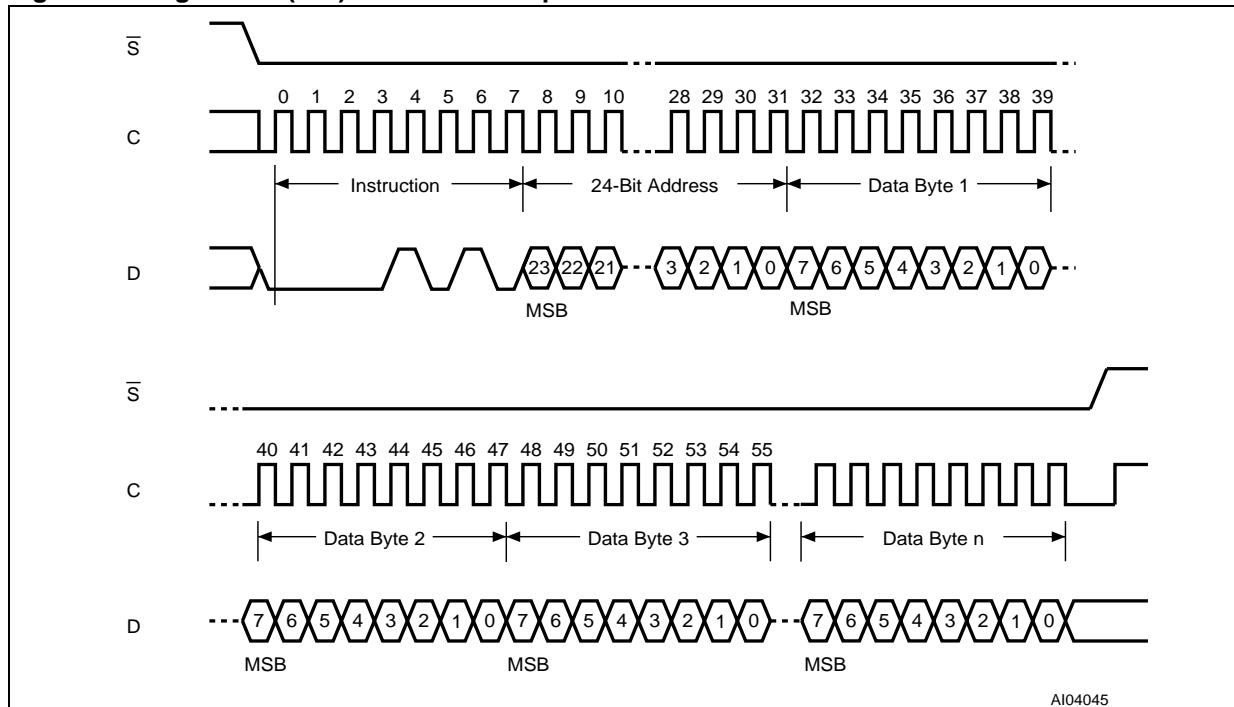 S
0 1 2 3 4 5 6 7 8 9 10 28 29 30 31 32 33 34 35 36 37 38 39
C
Instruction 24-Bit Address Data Byte 1
D 23 22 21 3 2 1 0 7 6 5 4 3 2 1 0
MSB MSB
S
40 41 42 43 44 45 46 47 48 49 50 51 52 53 54 55
C
Data Byte 2 Data Byte 3 Data Byte n
D 7 6 5 4 3 2 1 0 7 6 5 4 3 2 1 0 7 6 5 4 3 2 1 0
MSB MSB MSB
AI04045